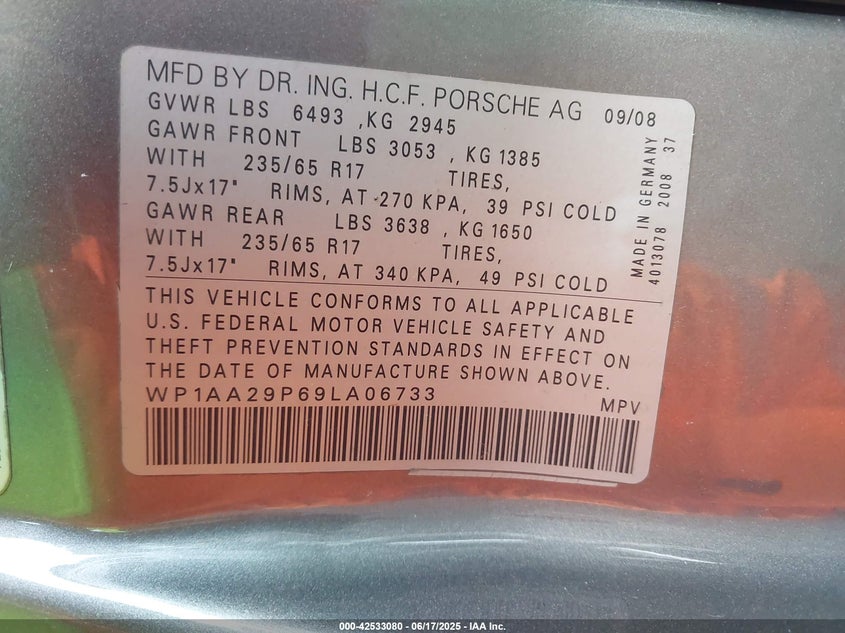 MFD BY DR. ING. H.C.F. PORSCHE AG 09/08
GVWR LBS 6493 ,KG 2945
GAWR FRONT LBS 3053 , KG 1385
WITH 235/65 R17 TIRES,
7.5Jx17" RIMS, AT 270 KPA, 39 PSI COLD
GAWR REAR LBS 3638 , KG 1650
WITH 235/65 R17 TIRES,
7.5Jx17" RIMS, AT 340 KPA, 49 PSI COLD
THIS VEHICLE CONFORMS TO ALL APPLICABLE
U.S. FEDERAL MOTOR VEHICLE SAFETY AND
THEFT PREVENTION STANDARDS IN EFFECT ON
THE DATE OF MANUFACTURE SHOWN ABOVE.
WP1AA29P69LA06733 MPV
MADE IN GERMANY
4013078 2008 37
000-42533080 - 06/17/2025 - IAA Inc.